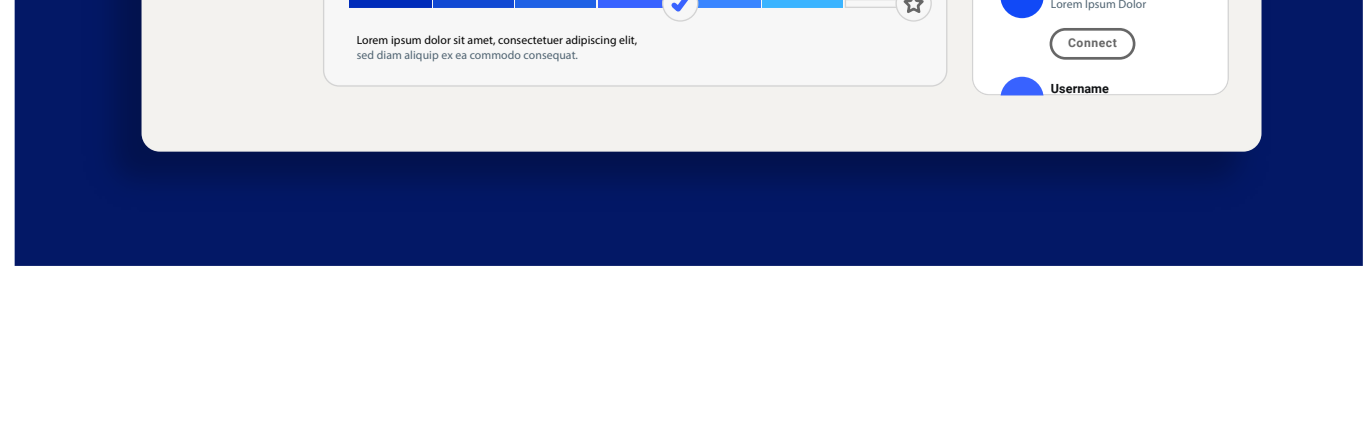 Lorem Ipsum Dolor
Lorem ipsum dolor sit amet, consectetuer adipiscing elit,
sed diam aliquip ex ea commodo consequat.
Connect
Username